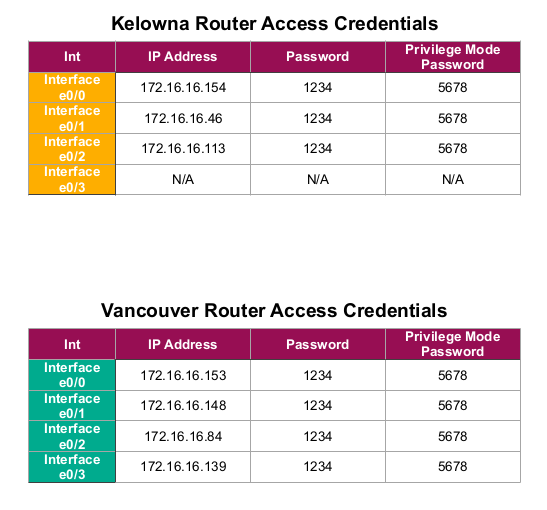 Kelowna Router Access Credentials
Int IP Address Password Privilege Mode Password
Interface e0/0 172.16.16.154 1234 5678
Interface e0/1 172.16.16.46 1234 5678
Interface e0/2 172.16.16.113 1234 5678
Interface e0/3 N/A N/A N/A
Vancouver Router Access Credentials
Int IP Address Password Privilege Mode Password
Interface e0/0 172.16.16.153 1234 5678
Interface e0/1 172.16.16.148 1234 5678
Interface e0/2 172.16.16.84 1234 5678
Interface e0/3 172.16.16.139 1234 5678